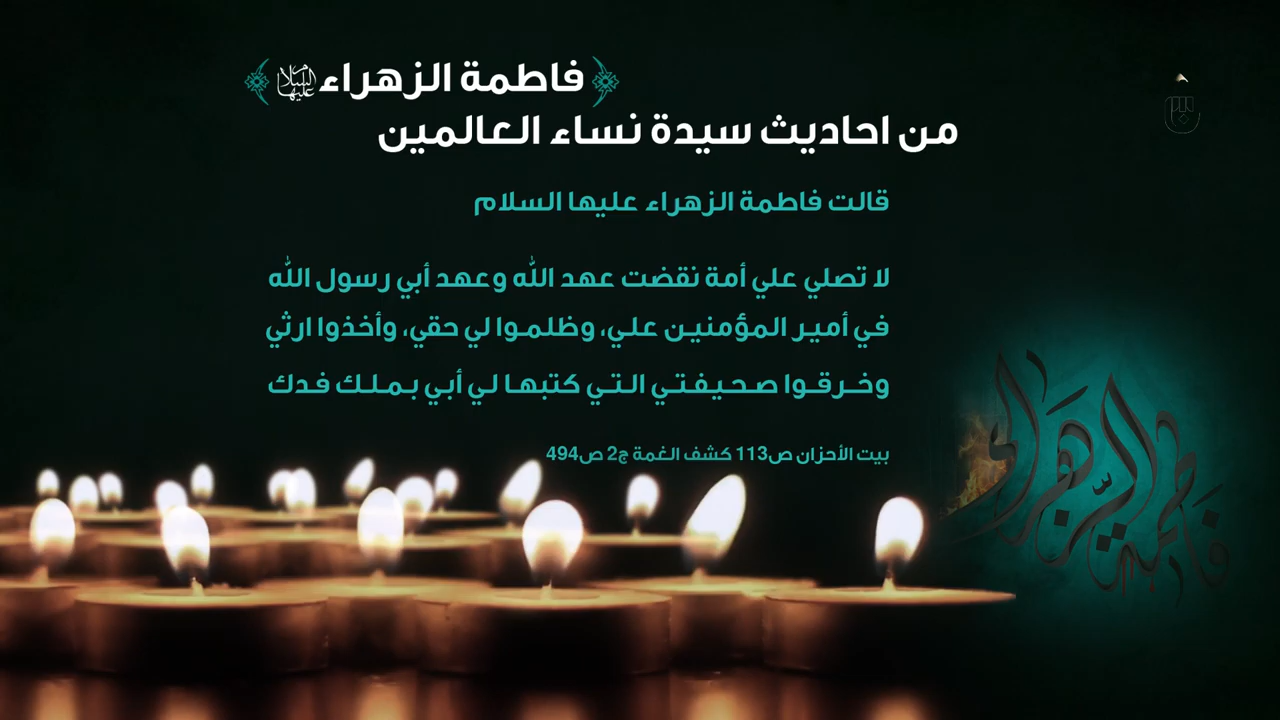 ﴿فاطمة الزهراء عليها السلام﴾
من احاديث سيدة نساء العالمين
قالت فاطمة الزهراء عليها السلام
لا تصلي علي أمة نقضت عهد الله وعهد أبي رسول الله
في أمير المؤمنين علي، وظلموا لي حقي، وأخذوا ارثي
وخرقوا صحيفتي التي كتبها لي أبي بملك فدك
بيت الأحزان ص113 كشف الغمة ج2 ص494
فاطمة الزهراء